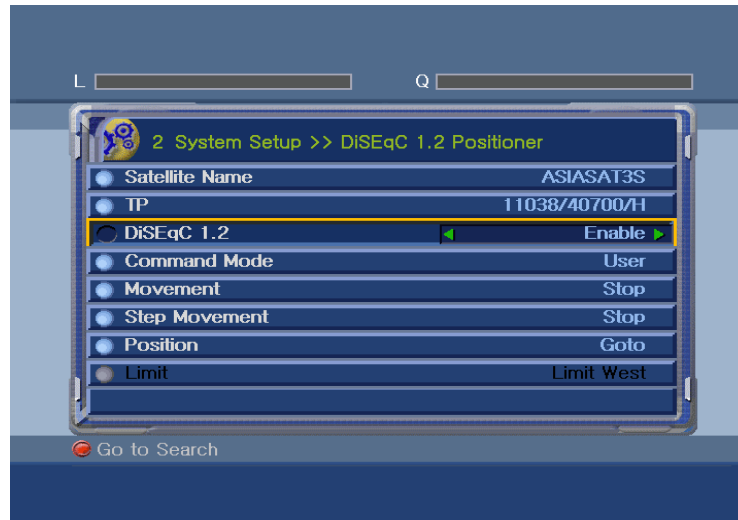 L Q
2 System Setup >> DiSEqC 1.2 Positioner
Satellite Name ASIASAT3S
TP 11038/40700/H
DiSEqC 1.2 Enable
Command Mode User
Movement Stop
Step Movement Stop
Position Goto
Limit Limit West
Go to Search